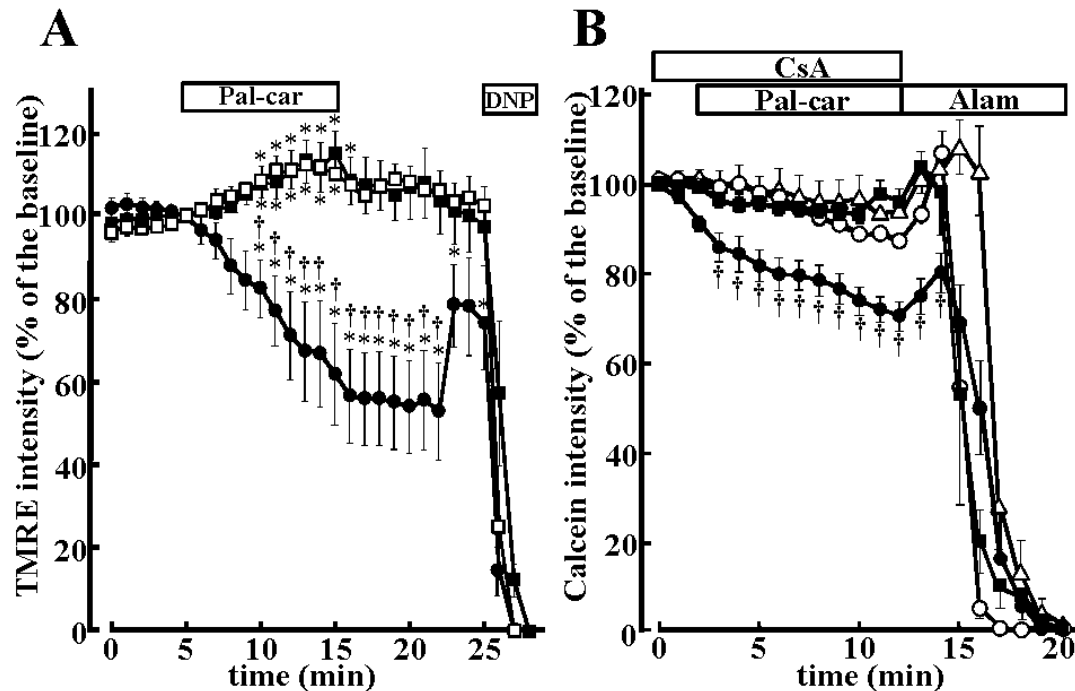 A
Pal-car
DNP
TMRE intensity (% of the baseline)
120
100
80
60
40
20
0
0 5 10 15 20 25
time (min)
B
CsA
Pal-car Alam
Calcein intensity (% of the baseline)
120
100
80
60
40
20
0
0 5 10 15 20
time (min)